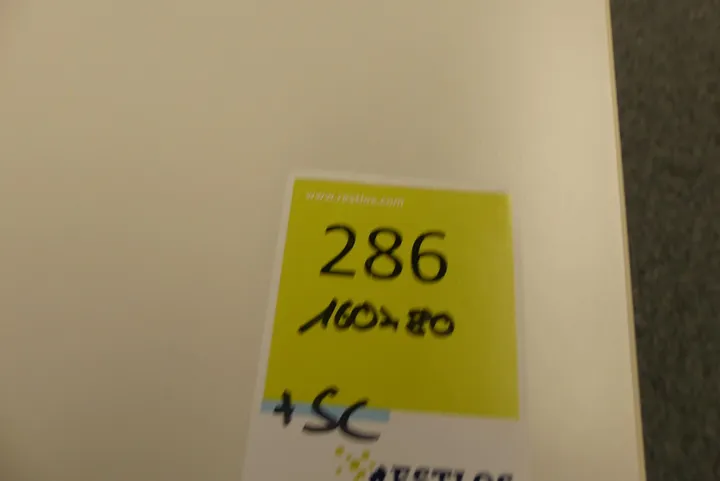 www.restlos.com
286
160x80
+SC
RESTLOS